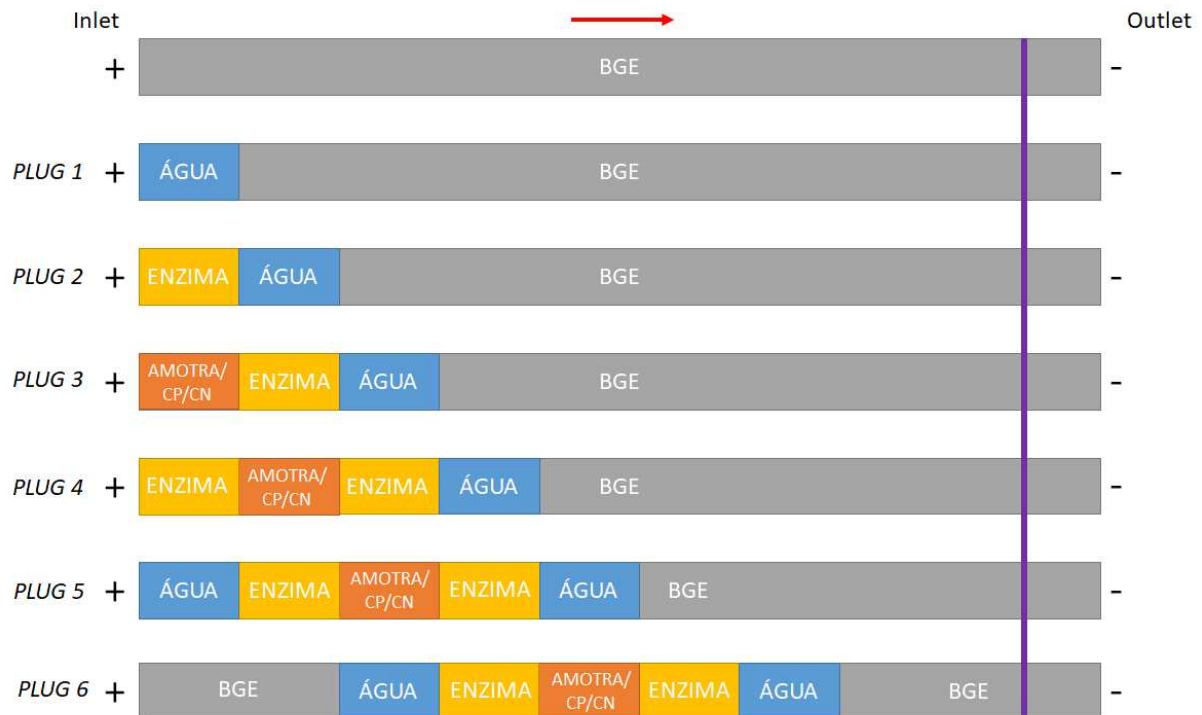 Inlet Outlet
+ BGE -
PLUG 1 + ÁGUA BGE -
PLUG 2 + ENZIMA ÁGUA BGE -
PLUG 3 + AMOTRA/
CP/CN ENZIMA ÁGUA BGE -
PLUG 4 + ENZIMA AMOTRA/
CP/CN ENZIMA ÁGUA BGE -
PLUG 5 + ÁGUA ENZIMA AMOTRA/
CP/CN ENZIMA ÁGUA BGE -
PLUG 6 + BGE ÁGUA ENZIMA AMOTRA/
CP/CN ENZIMA ÁGUA BGE -